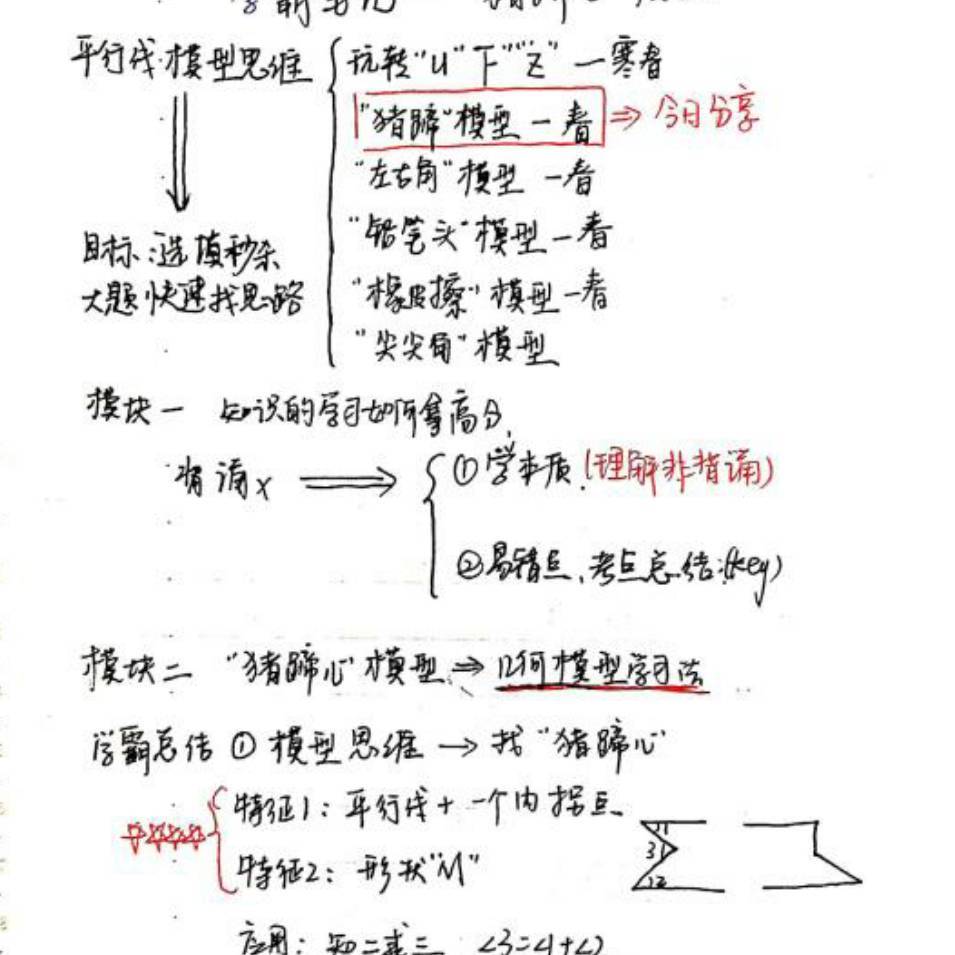 平行线模型思维
玩转"U"下"Z"一寒春
"猪蹄"模型一春 ⇒ 今日分享
"左右角"模型一春
"铅笔头"模型一春
"橡皮擦"模型一春
"尖尖角"模型
目标:选填秒杀
大题快速找思路
模块一 知识的学习如何拿高分
背诵× ①学本质.(理解非背诵)
②易错点、考点总结:(key)
模块二 "猪蹄心"模型 ⇒ 几何模型学习法
学霸总结 ① 模型思维 → 找"猪蹄心"
特征1: 平行线+一个内拐点
特征2: 形状"M"
1
3
2
应用: 知二求三 ∠3=∠1+∠2